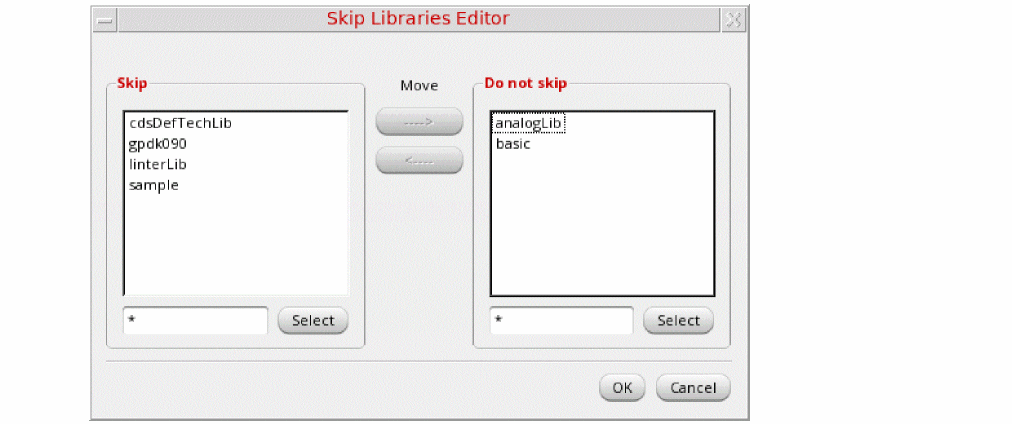 Skip Libraries Editor
Skip
cdsDefTechLib
gpdk090
linterLib
sample
*
Select
Move
---->
<----
Do not skip
analogLib
basic
*
Select
OK
Cancel